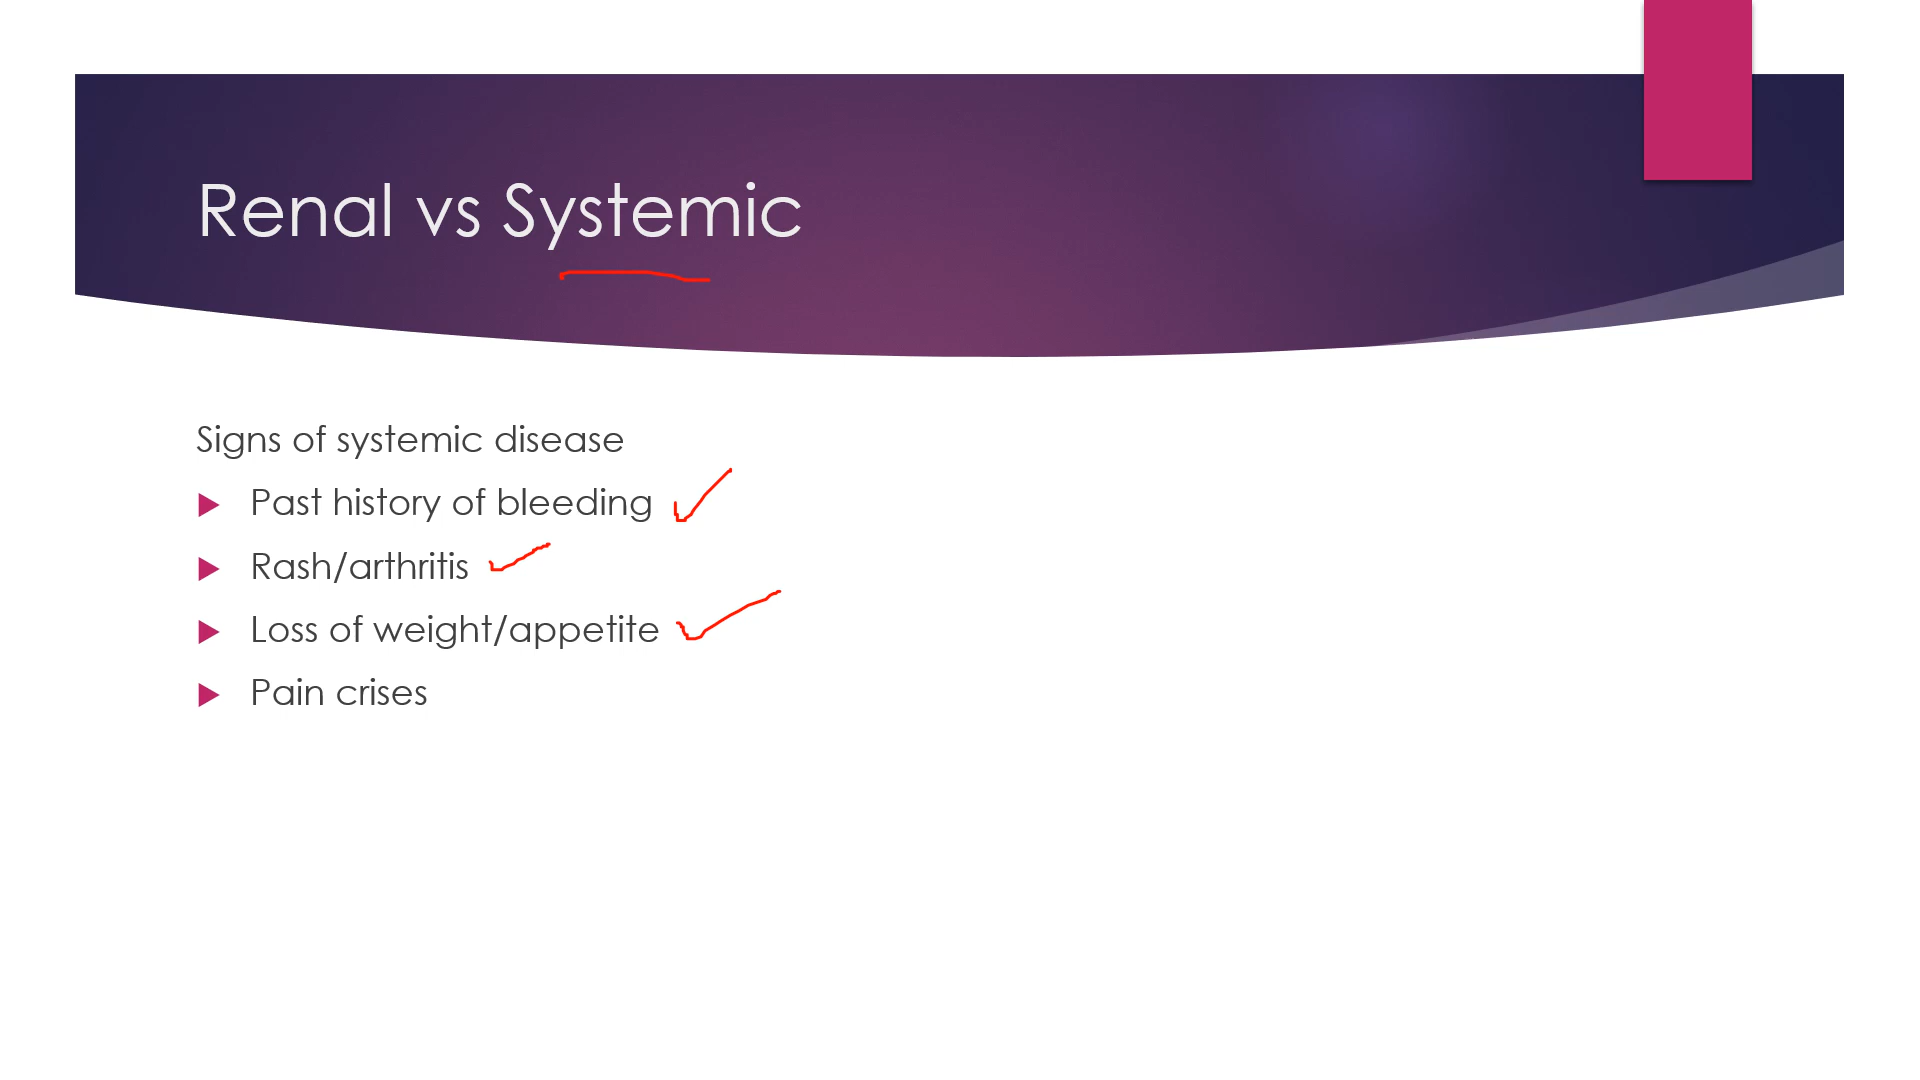 Renal vs Systemic
Signs of systemic disease
Past history of bleeding
Rash/arthritis
Loss of weight/appetite
Pain crises